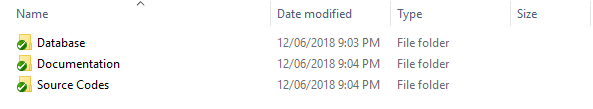 Name Date modified Type Size
Database 12/06/2018 9:03 PM File folder
Documentation 12/06/2018 9:04 PM File folder
Source Codes 12/06/2018 9:04 PM File folder